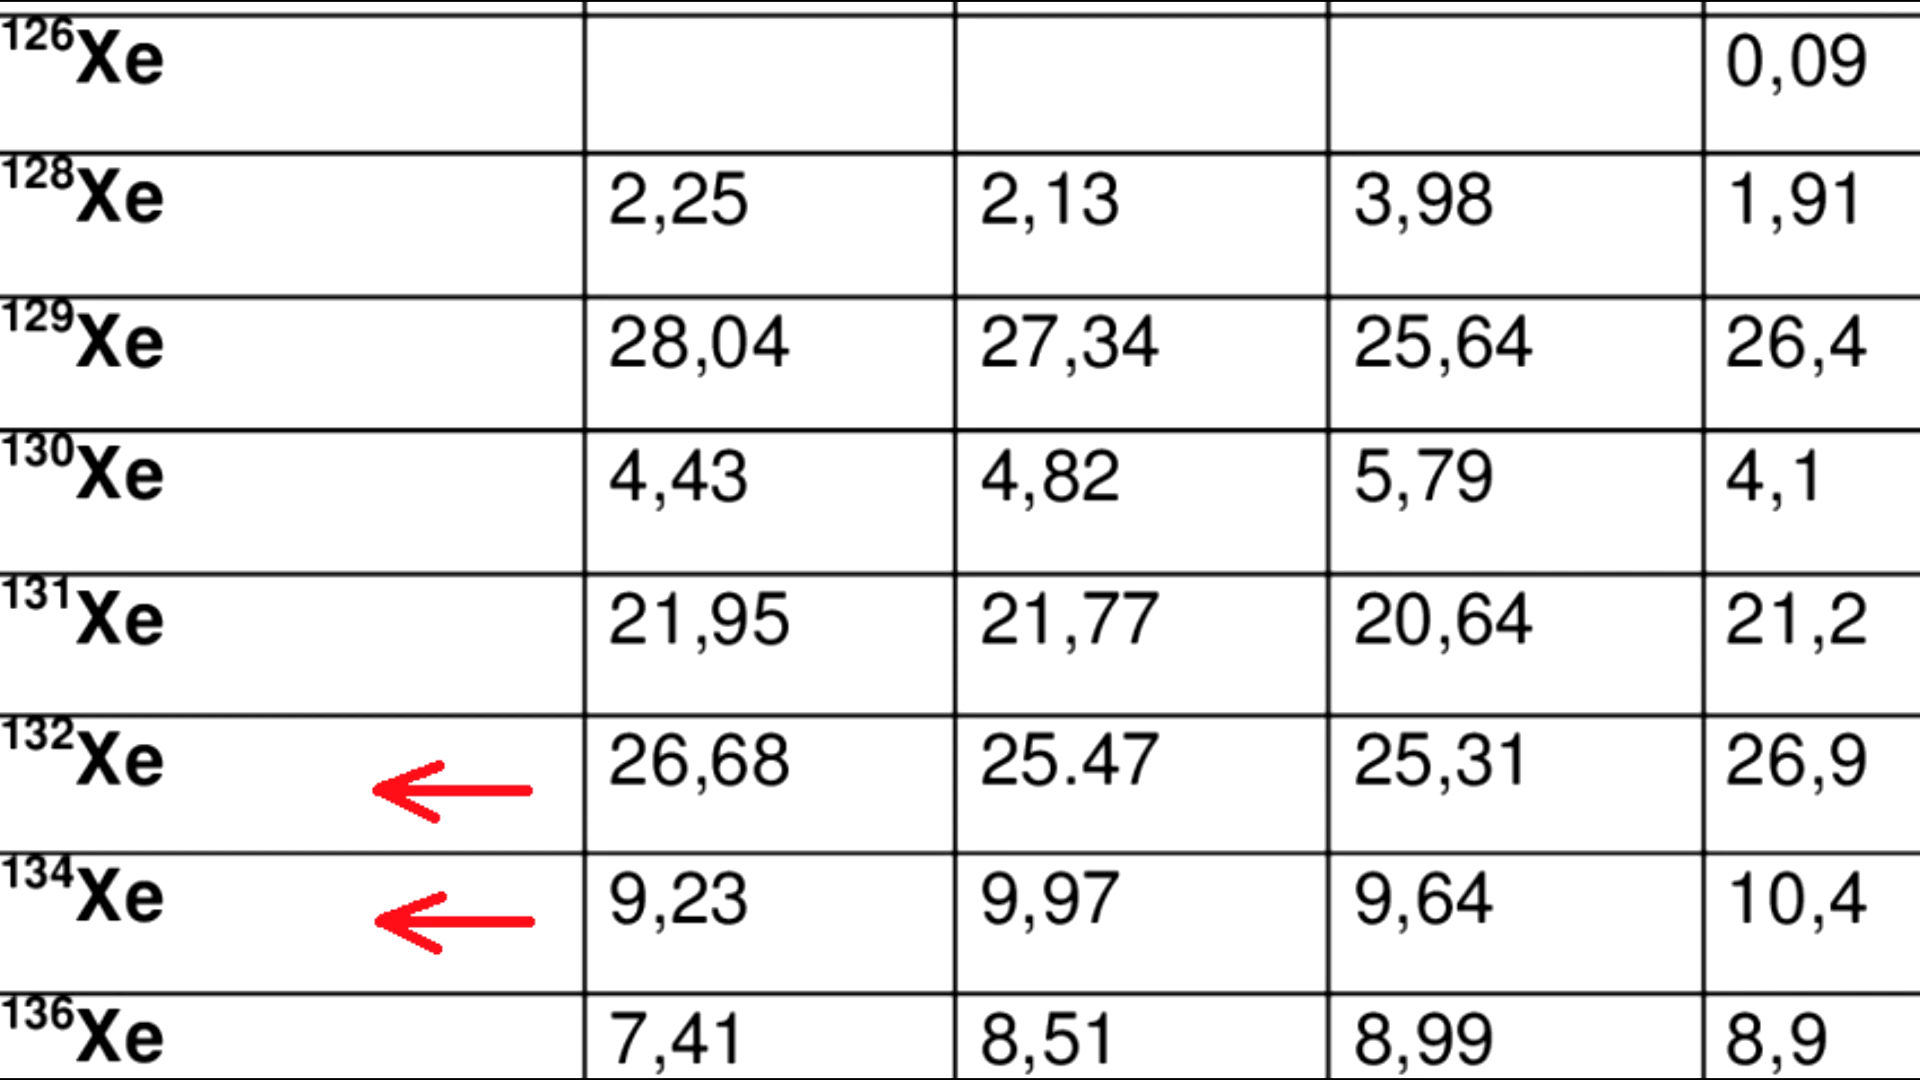 ¹²⁶Xe 0,09
¹²⁸Xe 2,25 2,13 3,98 1,91
¹²⁹Xe 28,04 27,34 25,64 26,4
¹³⁰Xe 4,43 4,82 5,79 4,1
¹³¹Xe 21,95 21,77 20,64 21,2
¹³²Xe 26,68 25.47 25,31 26,9
¹³⁴Xe 9,23 9,97 9,64 10,4
¹³⁶Xe 7,41 8,51 8,99 8,9